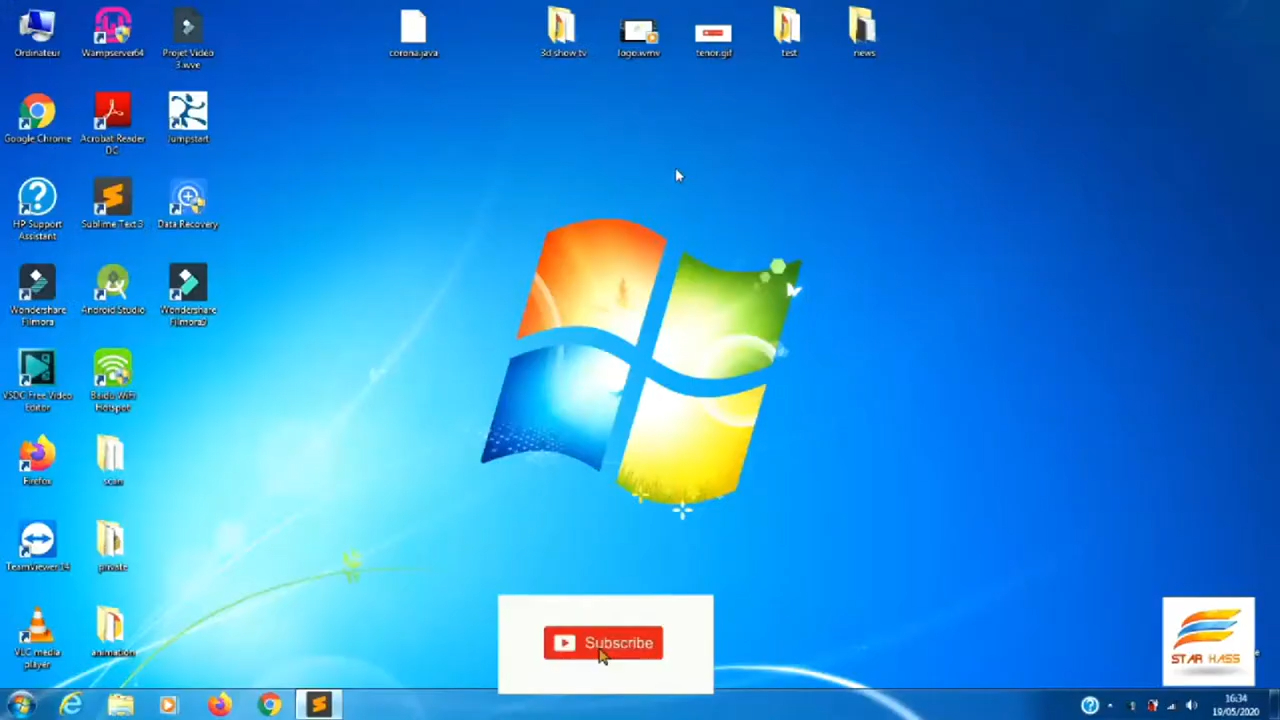 Ordinateur
Wampserver64
Projet Vidéo
3.wve
corona.java
3d show tv
logo.wmv
tenor.gif
test
news
Google Chrome
Acrobat Reader
DC
Jumpstart
HP Support
Assistant
Sublime Text 3
Data Recovery
Wondershare
Filmora
Android Studio
Wondershare
Filmora9
VSDC Free Video
Editor
Baidu WiFi
Hotspot
Firefox
scan
TeamViewer 14
private
VLC media
player
animation
Subscribe
STAR HASS
16:34
19/05/2020